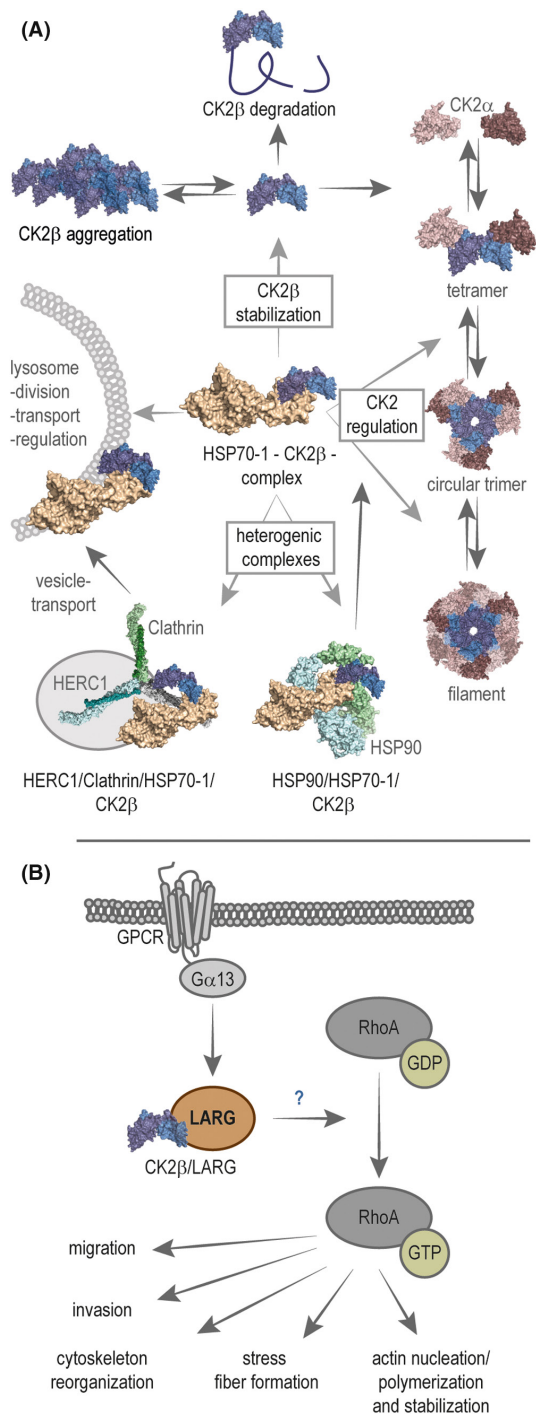 (A)
CK2β degradation
CK2α
CK2β aggregation
tetramer
CK2β
stabilization
lysosome
-division
-transport
-regulation
CK2
regulation
HSP70-1 - CK2β -
complex
circular trimer
heterogenic
complexes
vesicle-
transport
Clathrin
HERC1
HSP90
filament
HERC1/Clathrin/HSP70-1/
CK2β
HSP90/HSP70-1/
CK2β
(B)
GPCR
Gα13
RhoA
GDP
?
LARG
CK2β/LARG
RhoA
GTP
migration
invasion
cytoskeleton
reorganization
stress
fiber formation
actin nucleation/
polymerization
and stabilization